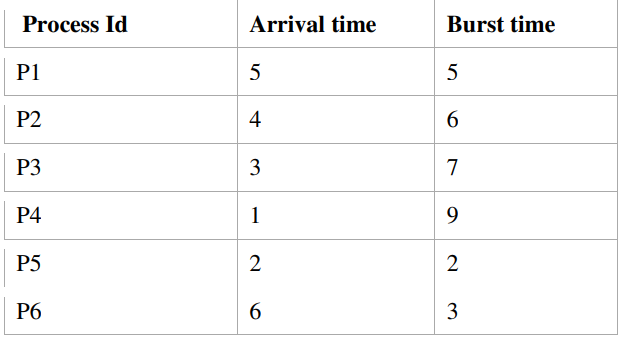 Process Id Arrival time Burst time
P1 5 5
P2 4 6
P3 3 7
P4 1 9
P5 2 2
P6 6 3